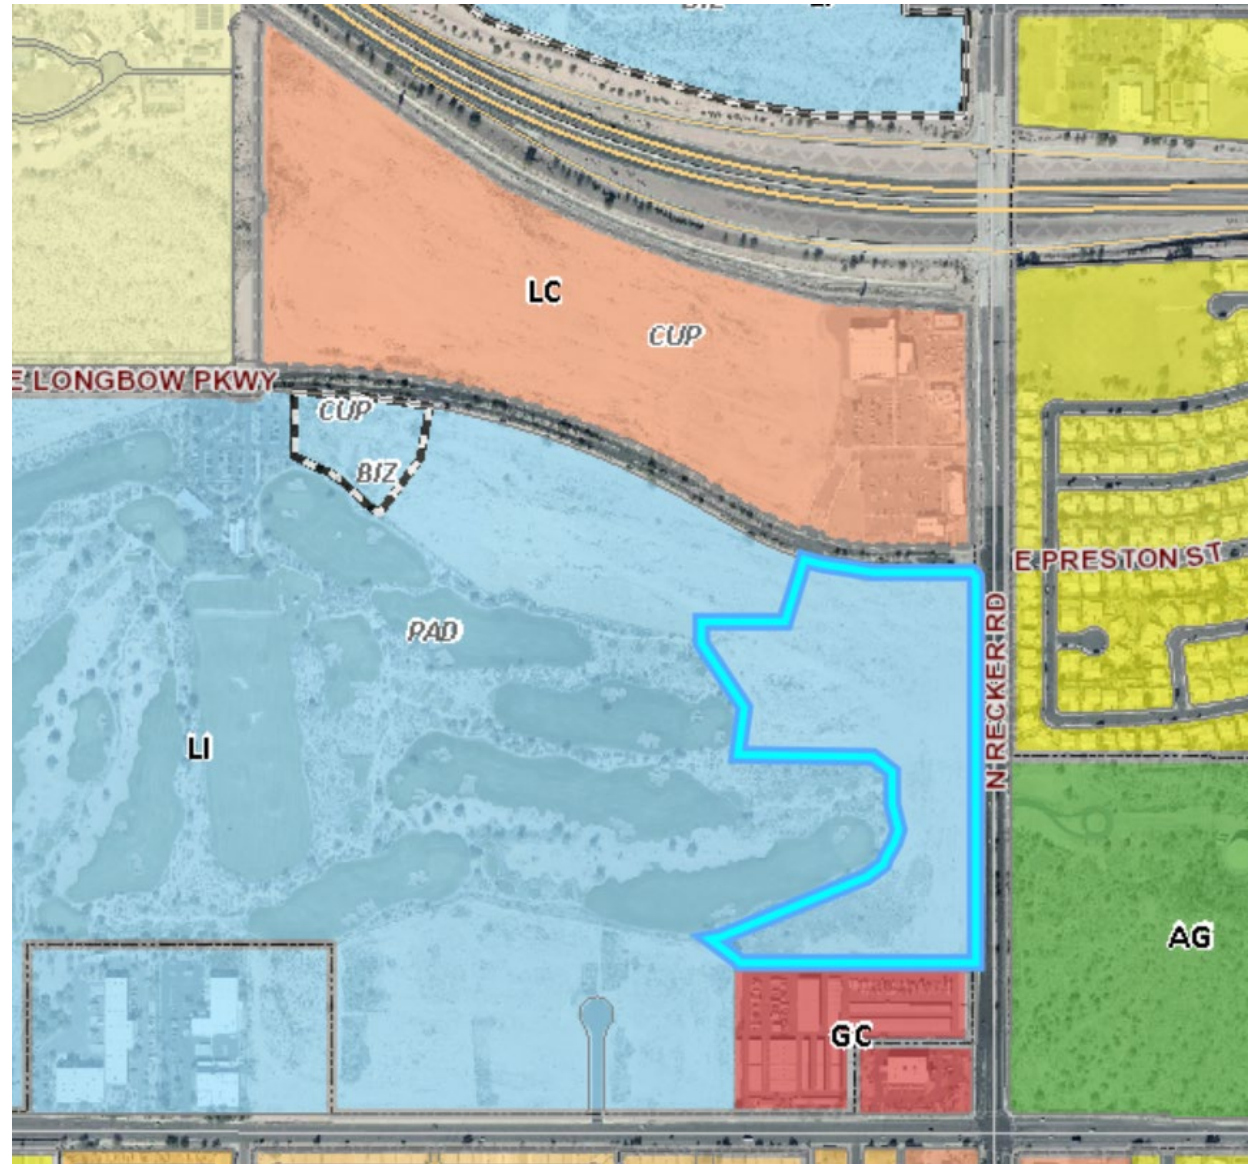 LC
CUP
E LONGBOW PKWY
CUP
BIZ
E PRESTON ST
N RECKER RD
PAD
LI
AG
GC